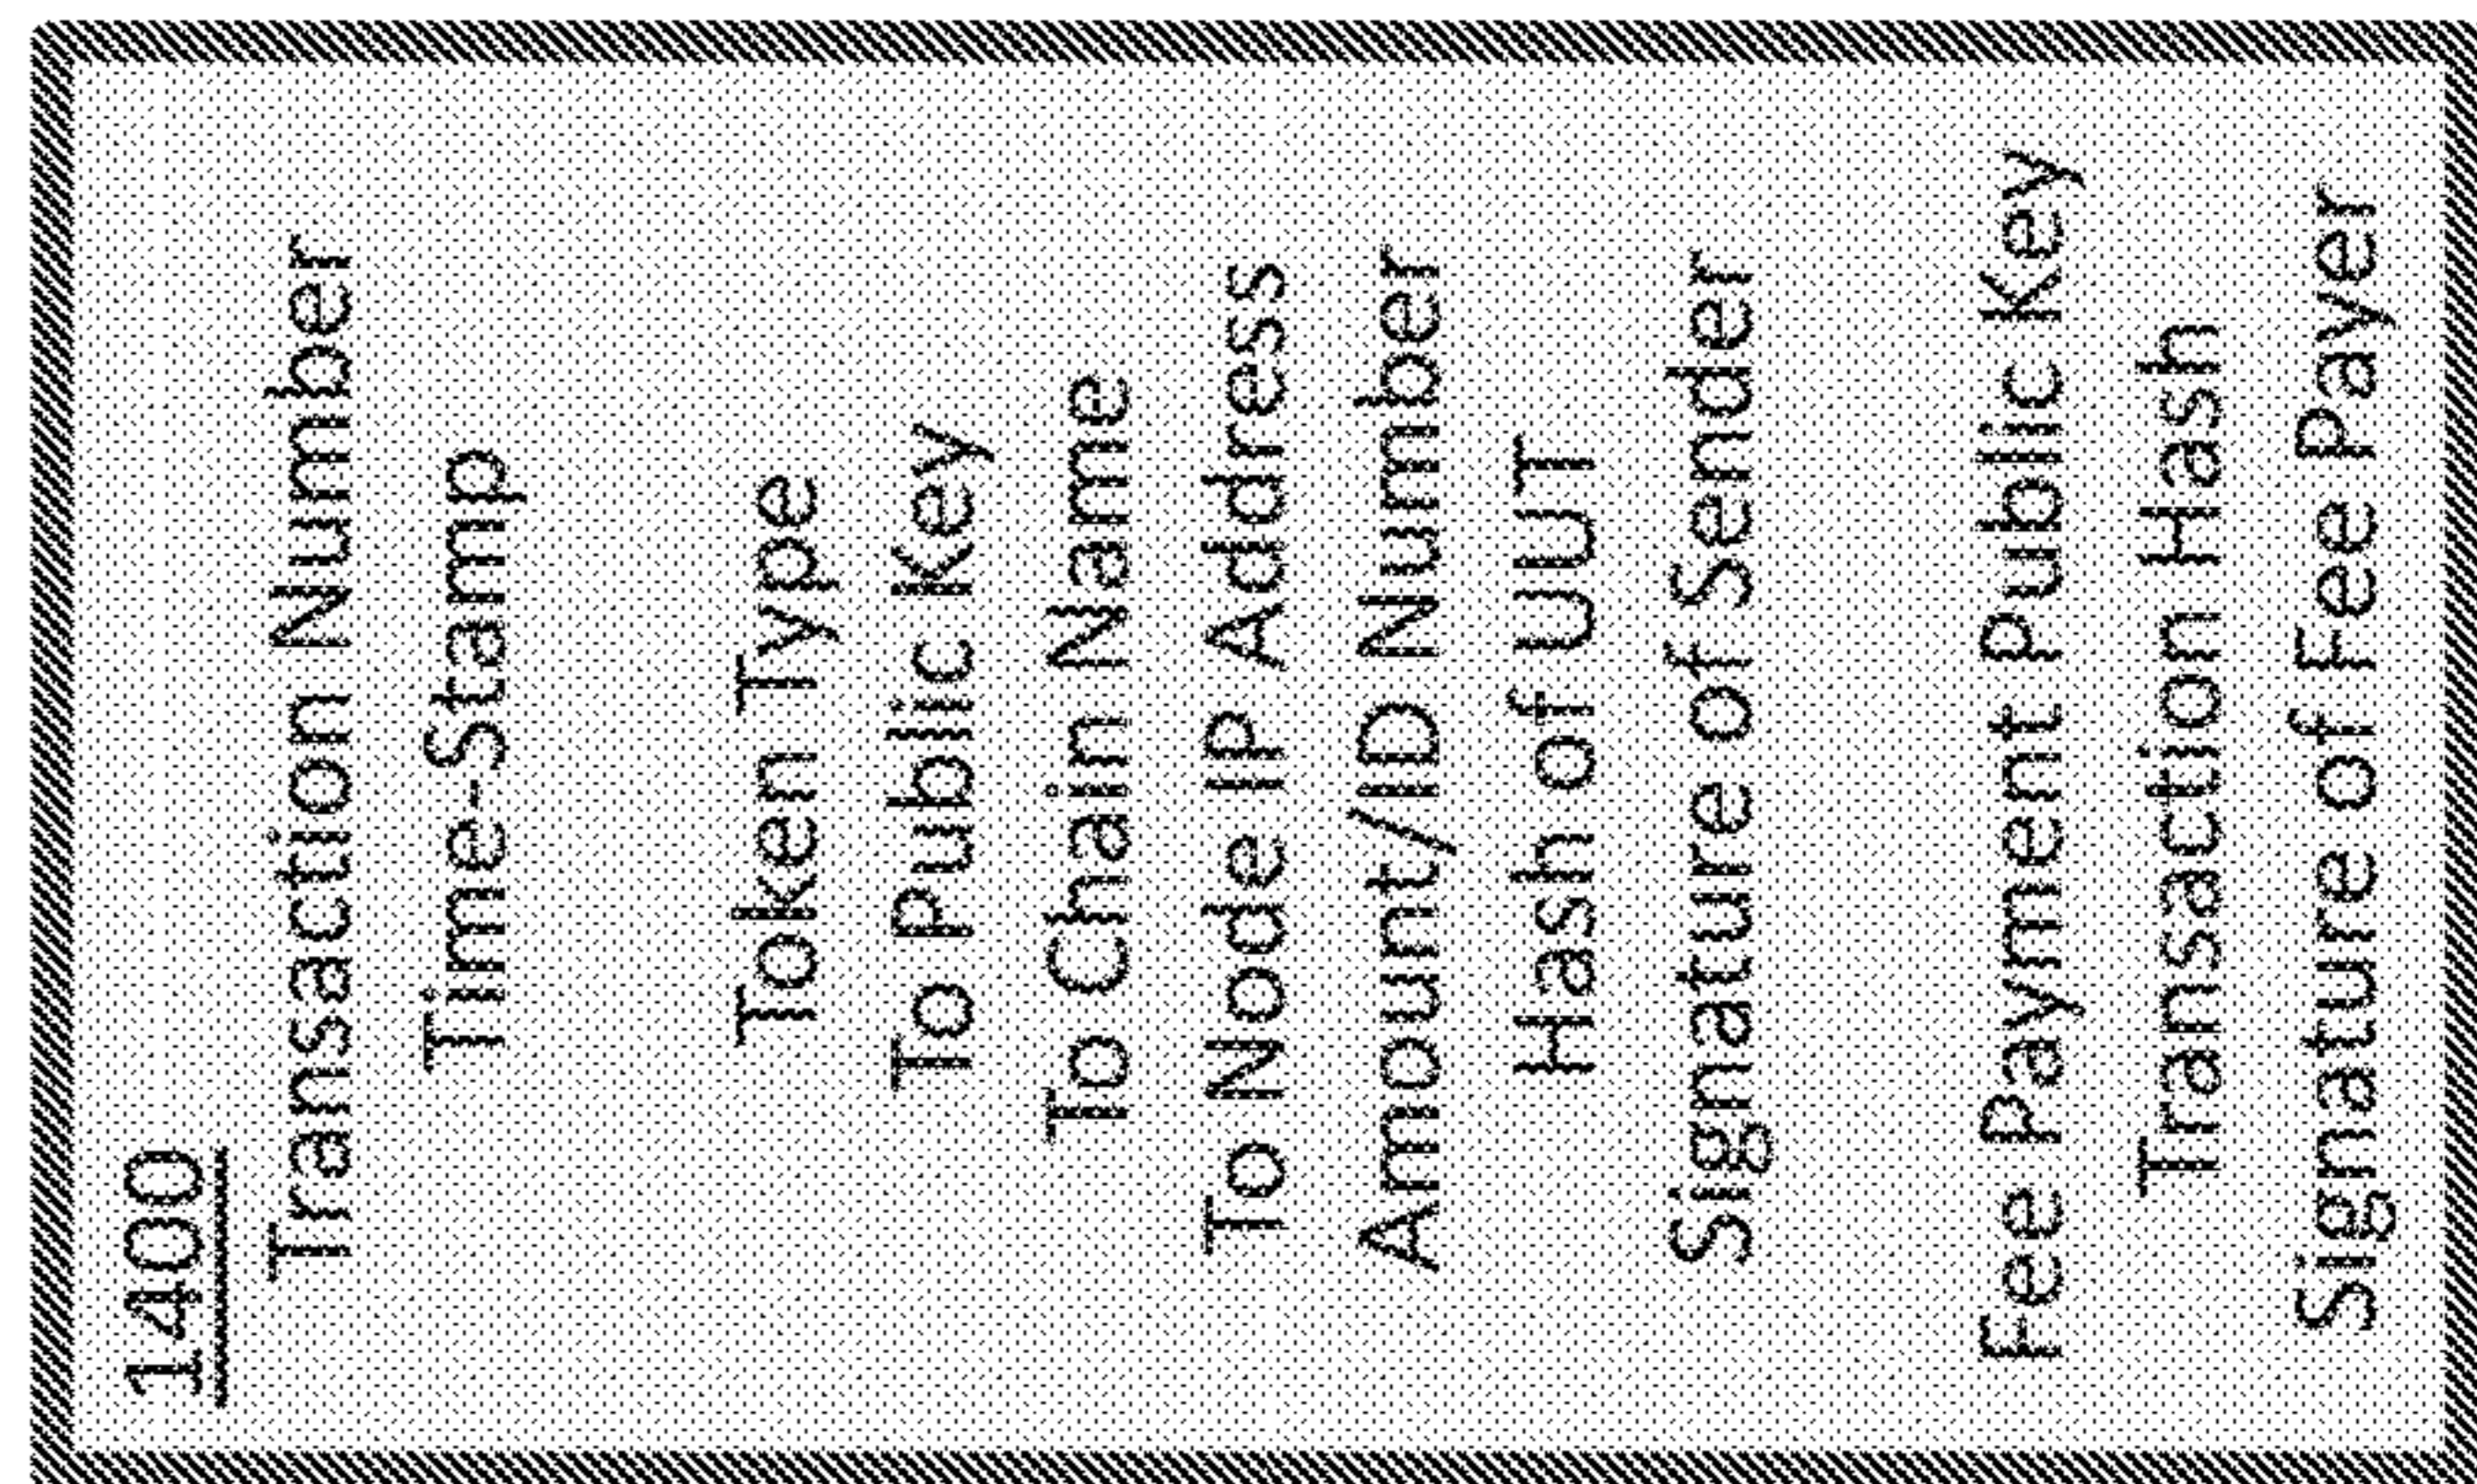 1400
Transaction Number
Time-Stamp
Token Type
To Public Key
To Chain Name
To Node IP Address
Amount/ID Number
Hash of UUT
Signature of Sender
Fee Payment Public Key
Transaction Hash
Signature of Fee Payer